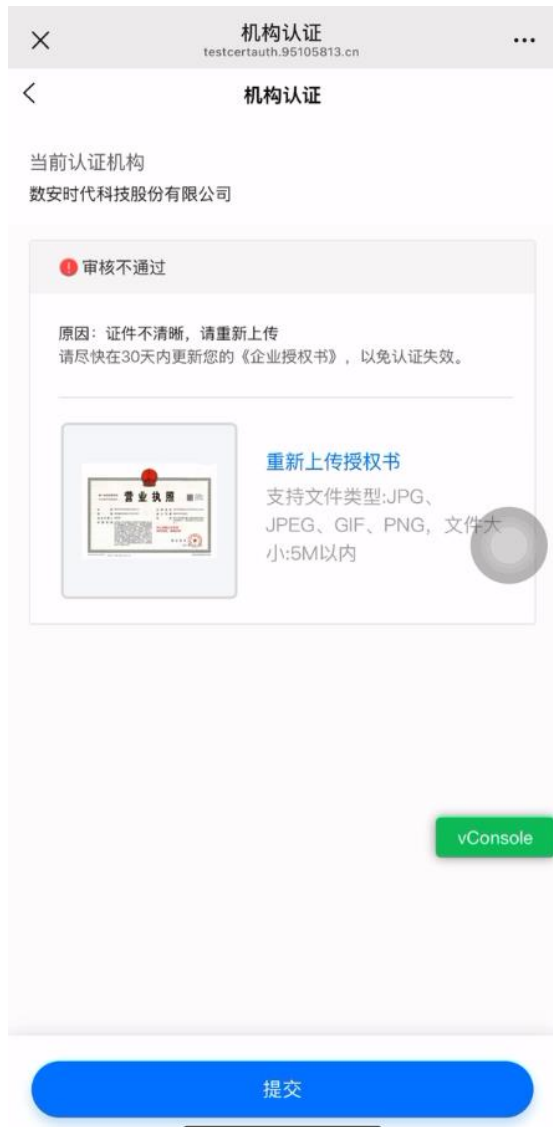 机构认证
testcertauth.95105813.cn
机构认证
当前认证机构
数安时代科技股份有限公司
审核不通过
原因：证件不清晰，请重新上传
请尽快在30天内更新您的《企业授权书》，以免认证失效。
营业执照
重新上传授权书
支持文件类型:JPG、
JPEG、GIF、PNG，文件大
小:5M以内
vConsole
提交